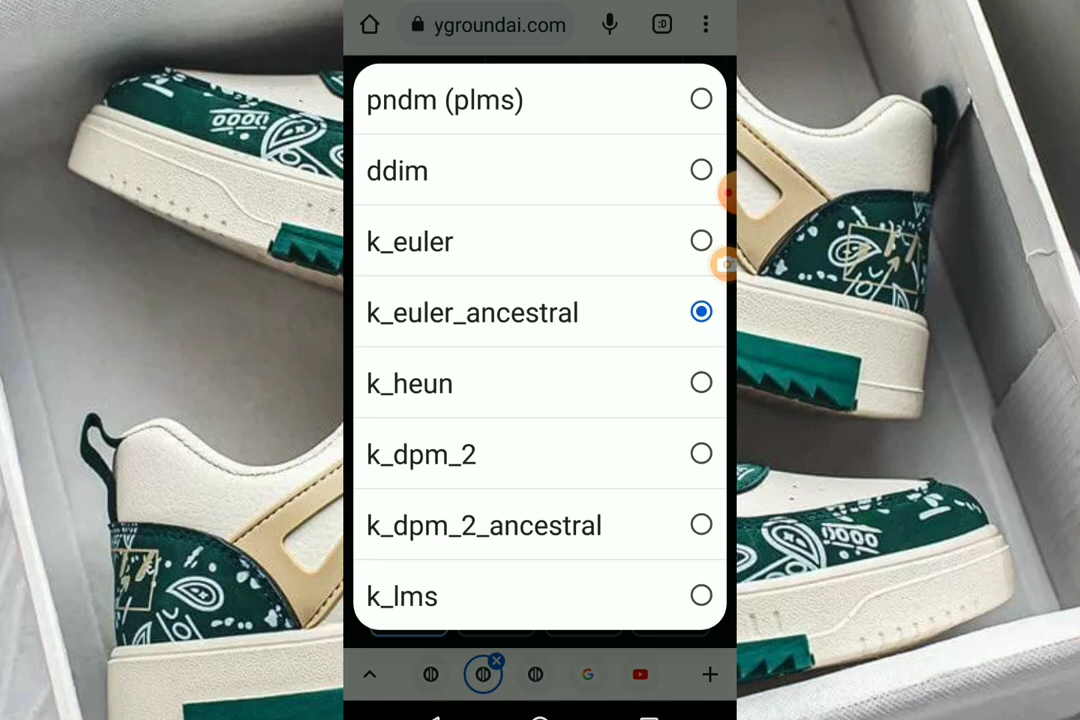 ygroundai.com
:D
pndm (plms)
ddim
k_euler
k_euler_ancestral
k_heun
k_dpm_2
k_dpm_2_ancestral
k_lms